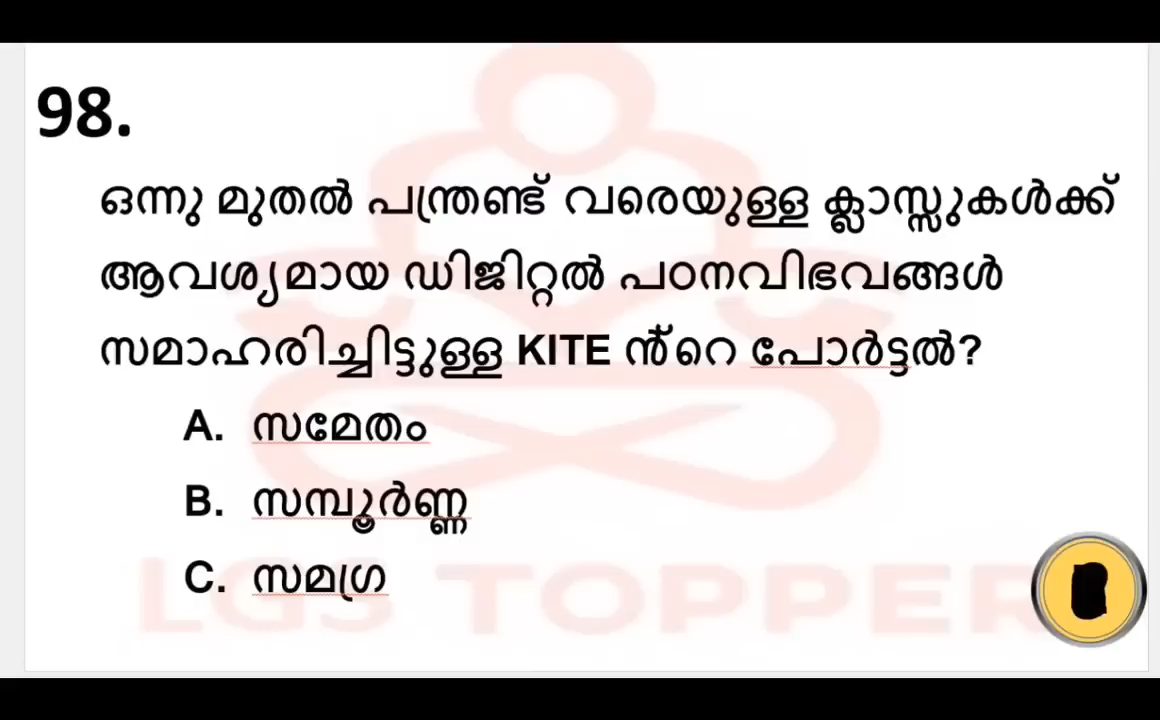 98.
ഒന്നു മുതൽ പന്ത്രണ്ട് വരെയുള്ള ക്ലാസ്സുകൾക്ക്
ആവശ്യമായ ഡിജിറ്റൽ പഠനവിഭവങ്ങൾ
സമാഹരിച്ചിട്ടുള്ള KITE ൻ്റെ പോർട്ടൽ?
A. സമേതം
B. സമ്പൂർണ്ണ
C. സമഗ്ര
LGS TOPPER